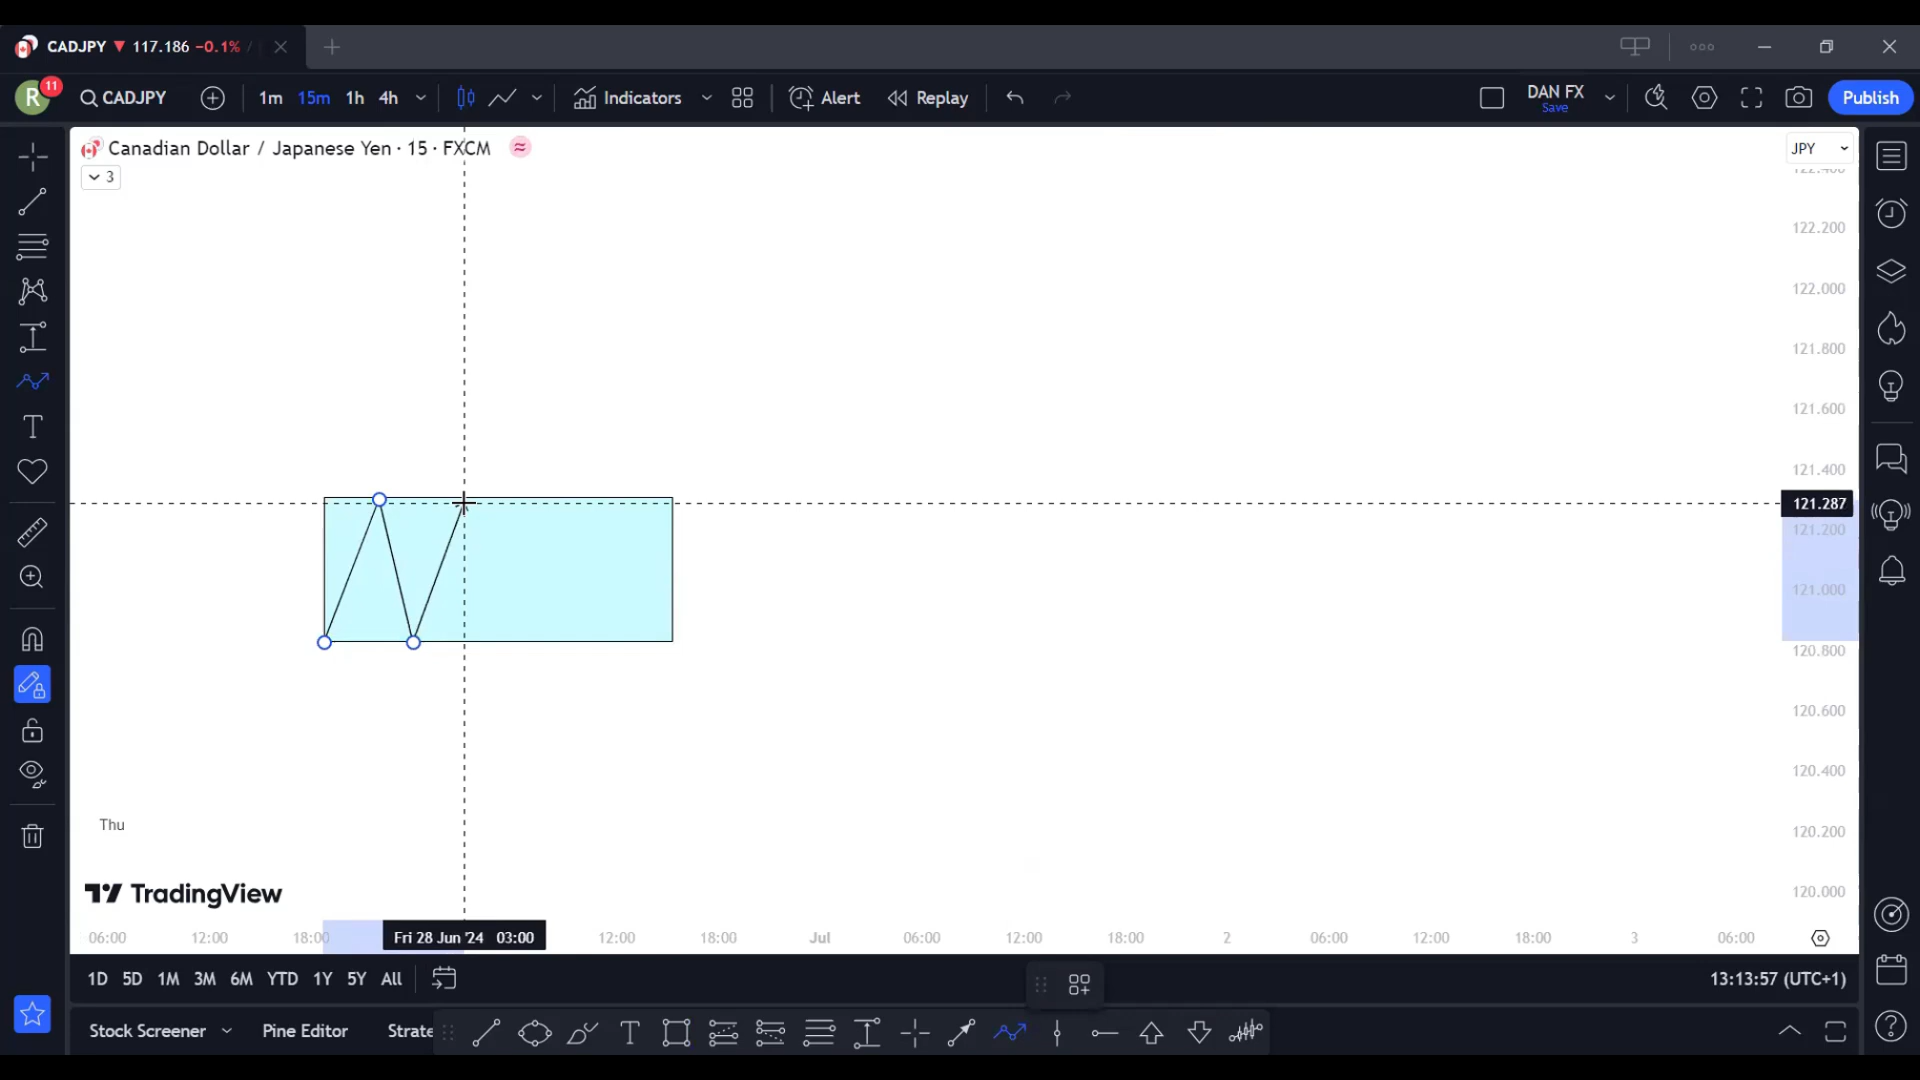 CADJPY ▼ 117.186 −0.1% /
R 11 CADJPY 1m 15m 1h 4h Indicators Alert Replay DAN FX Save Publish
Canadian Dollar / Japanese Yen · 15 · FXCM
JPY
3
122.400
122.200
122.000
121.800
121.600
121.400
121.287
121.200
121.000
120.800
120.600
120.400
120.200
120.000
Thu
TradingView
06:00 12:00 18:00 Fri 28 Jun '24 03:00 12:00 18:00 Jul 06:00 12:00 18:00 2 06:00 12:00 18:00 3 06:00
1D 5D 1M 3M 6M YTD 1Y 5Y All 13:13:57 (UTC+1)
Stock Screener Pine Editor Strate